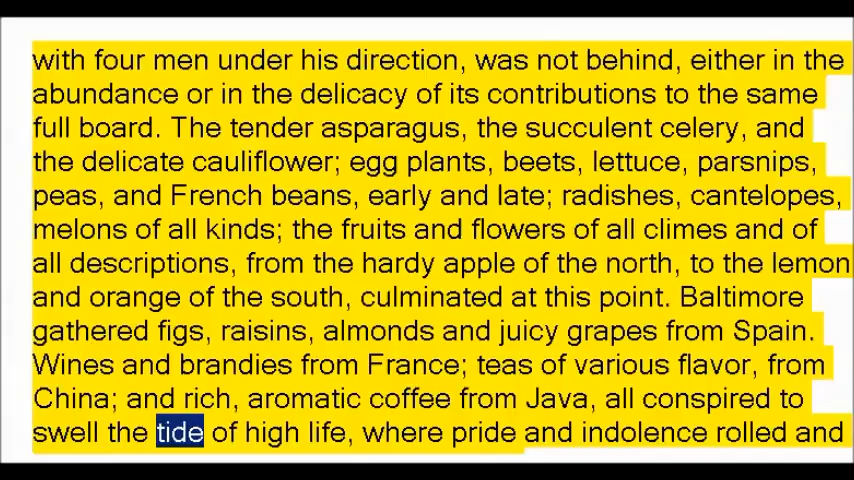 with four men under his direction, was not behind, either in the
abundance or in the delicacy of its contributions to the same
full board. The tender asparagus, the succulent celery, and
the delicate cauliflower; egg plants, beets, lettuce, parsnips,
peas, and French beans, early and late; radishes, cantelopes,
melons of all kinds; the fruits and flowers of all climes and of
all descriptions, from the hardy apple of the north, to the lemon
and orange of the south, culminated at this point. Baltimore
gathered figs, raisins, almonds and juicy grapes from Spain.
Wines and brandies from France; teas of various flavor, from
China; and rich, aromatic coffee from Java, all conspired to
swell the tide of high life, where pride and indolence rolled and